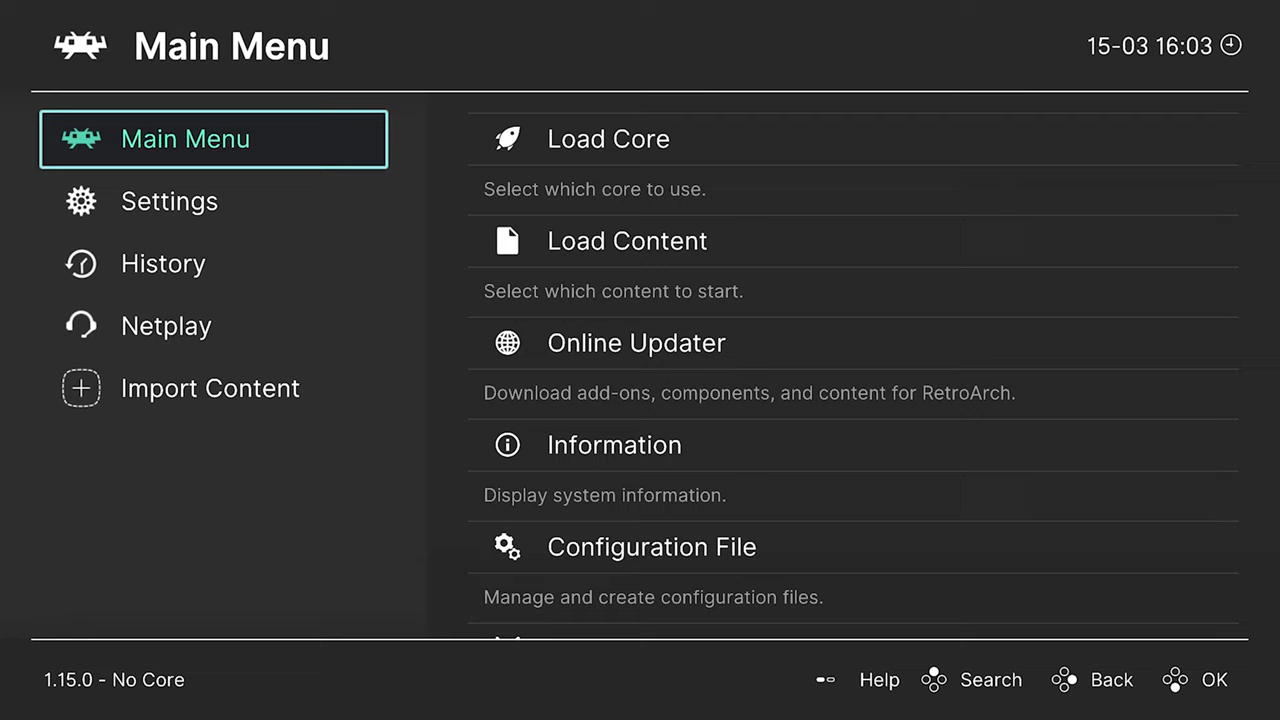 Main Menu
15-03 16:03
Main Menu
Settings
History
Netplay
Import Content
Load Core
Select which core to use.
Load Content
Select which content to start.
Online Updater
Download add-ons, components, and content for RetroArch.
Information
Display system information.
Configuration File
Manage and create configuration files.
1.15.0 - No Core
Help
Search
Back
OK